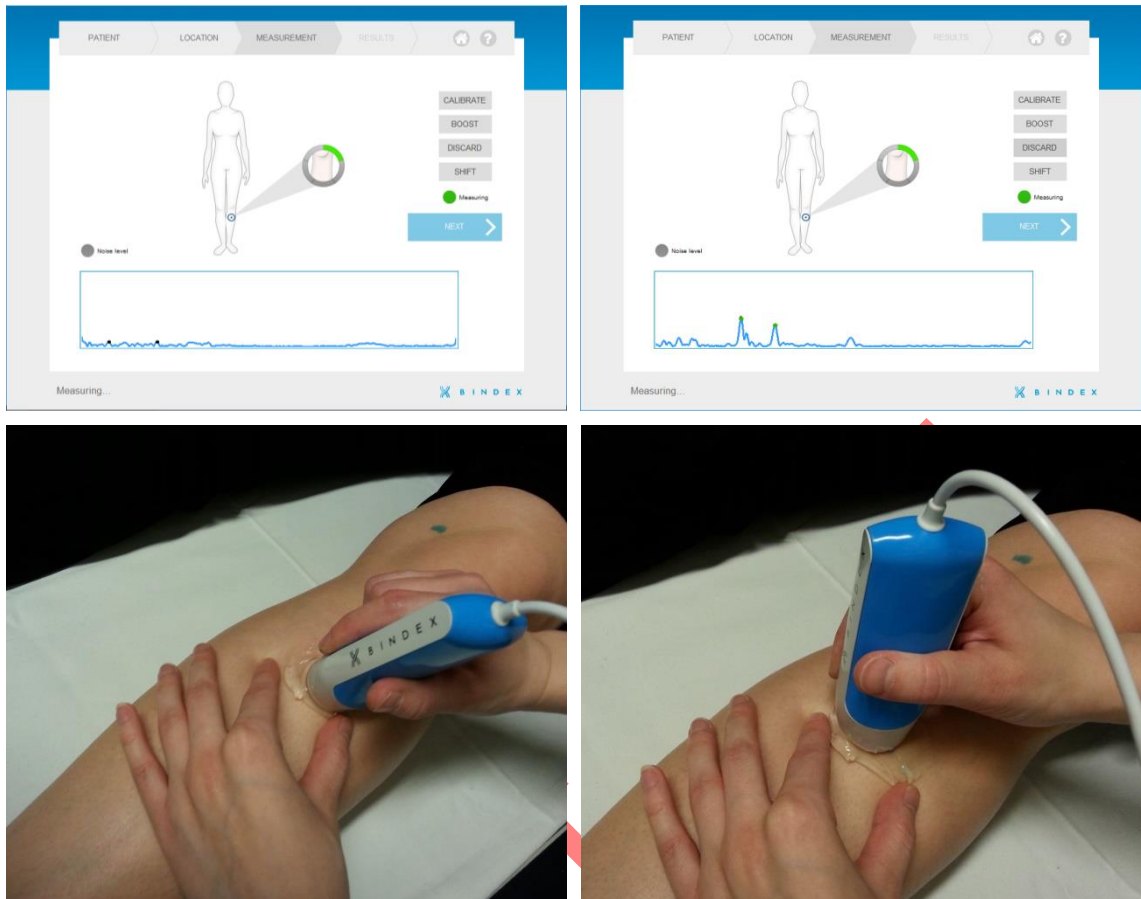 PATIENT LOCATION MEASUREMENT RESULTS ?
CALIBRATE
BOOST
DISCARD
SHIFT
Measuring
NEXT
Noise level
Measuring...
BINDEX
PATIENT LOCATION MEASUREMENT RESULTS ?
CALIBRATE
BOOST
DISCARD
SHIFT
Measuring
NEXT
Noise level
Measuring...
BINDEX
BINDEX